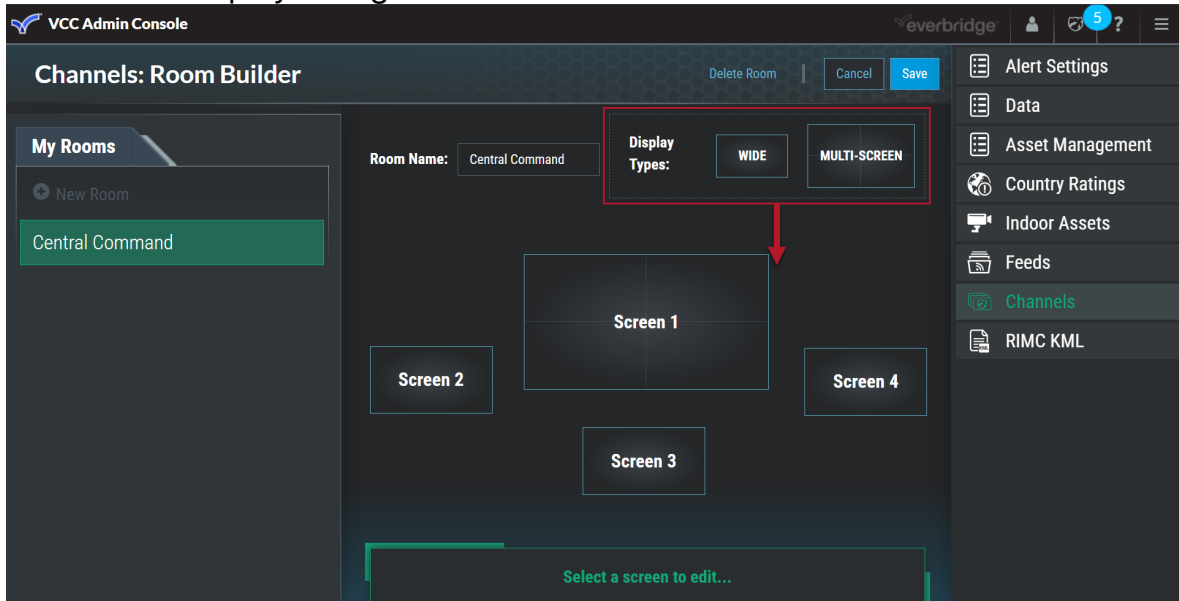 VCC Admin Console
everbridge
5
?
Channels: Room Builder
Delete Room
Cancel
Save
My Rooms
New Room
Central Command
Room Name:
Central Command
Display
Types:
WIDE
MULTI-SCREEN
Screen 1
Screen 2
Screen 4
Screen 3
Select a screen to edit...
Alert Settings
Data
Asset Management
Country Ratings
Indoor Assets
Feeds
Channels
RIMC KML